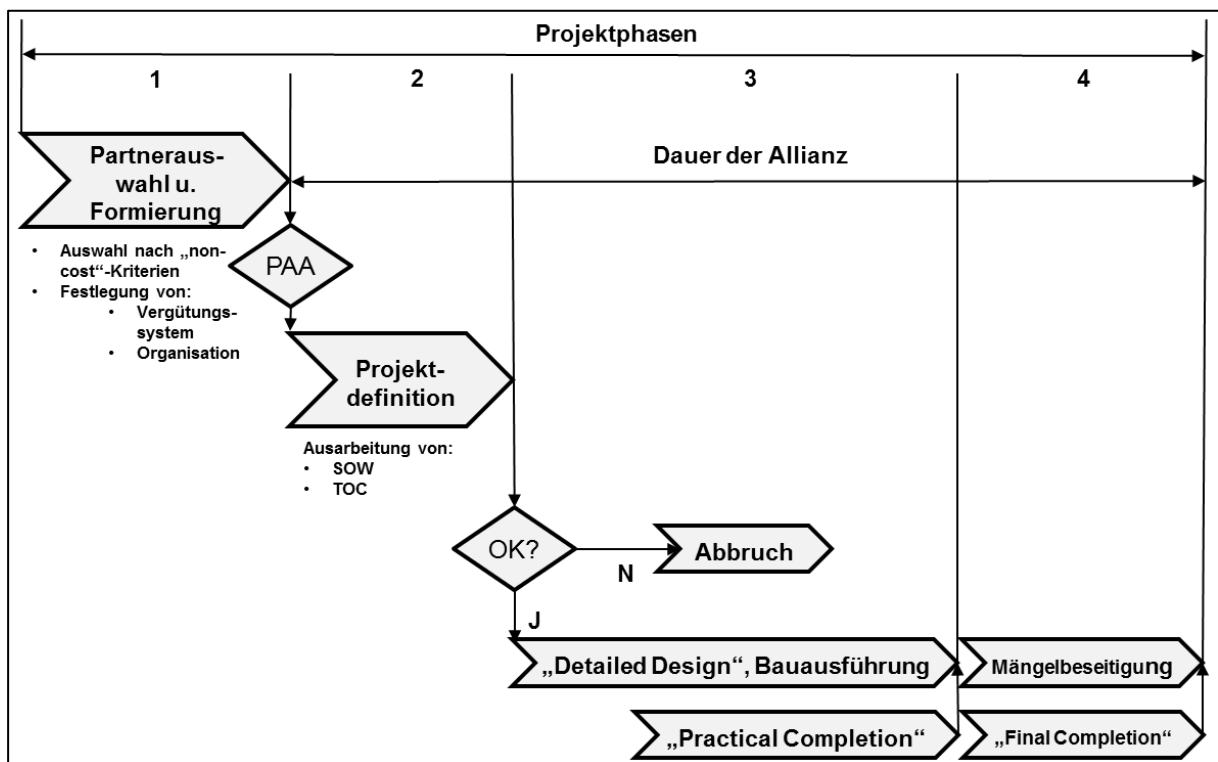 Projektphasen
1
2
3
4
Partneraus-
wahl u.
Formierung
Dauer der Allianz
• Auswahl nach „non-
cost“-Kriterien
• Festlegung von:
• Vergütungs-
system
• Organisation
PAA
Projekt-
definition
Ausarbeitung von:
• SOW
• TOC
OK?
N
Abbruch
J
„Detailed Design“, Bauausführung
Mängelbeseitigung
„Practical Completion“
„Final Completion“